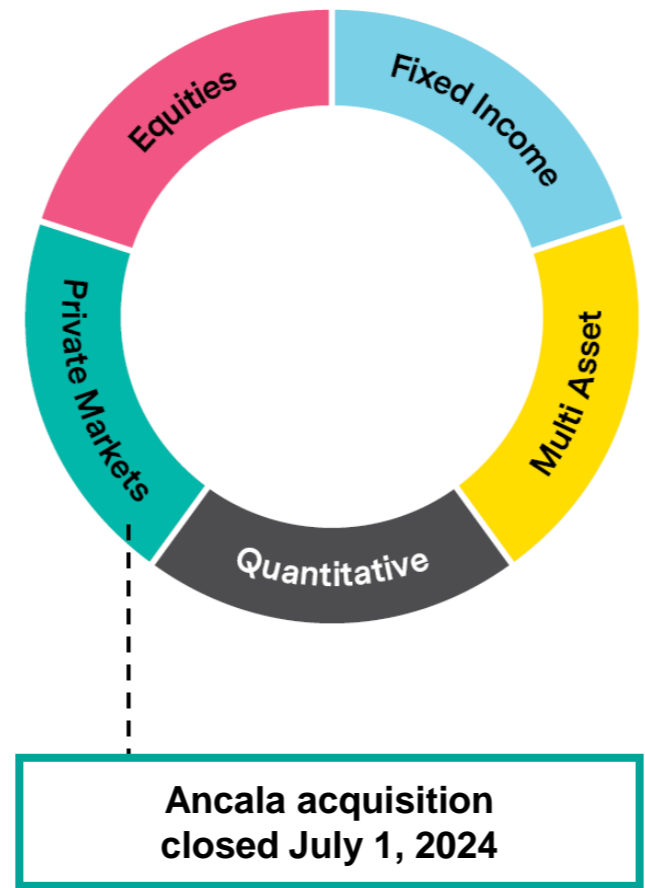 Equities
Fixed Income
Private Markets
Multi Asset
Quantitative
Ancala acquisition
closed July 1, 2024